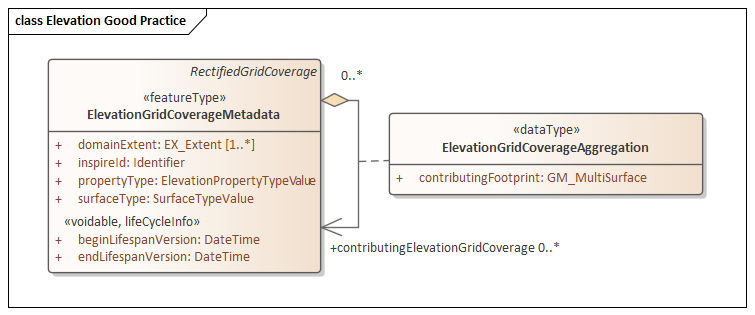 class Elevation Good Practice
RectifiedGridCoverage
«featureType»
ElevationGridCoverageMetadata
+ domainExtent: EX_Extent [1..*]
+ inspireId: Identifier
+ propertyType: ElevationPropertyTypeValue
+ surfaceType: SurfaceTypeValue
«voidable, lifeCycleInfo»
+ beginLifespanVersion: DateTime
+ endLifespanVersion: DateTime
0..*
«dataType»
ElevationGridCoverageAggregation
+ contributingFootprint: GM_MultiSurface
+contributingElevationGridCoverage 0..*